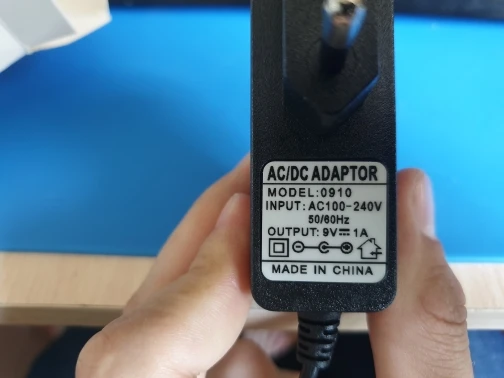 AC/DC ADAPTOR
MODEL:0910
INPUT: AC100-240V
50/60Hz
OUTPUT: 9V⎓1A
MADE IN CHINA